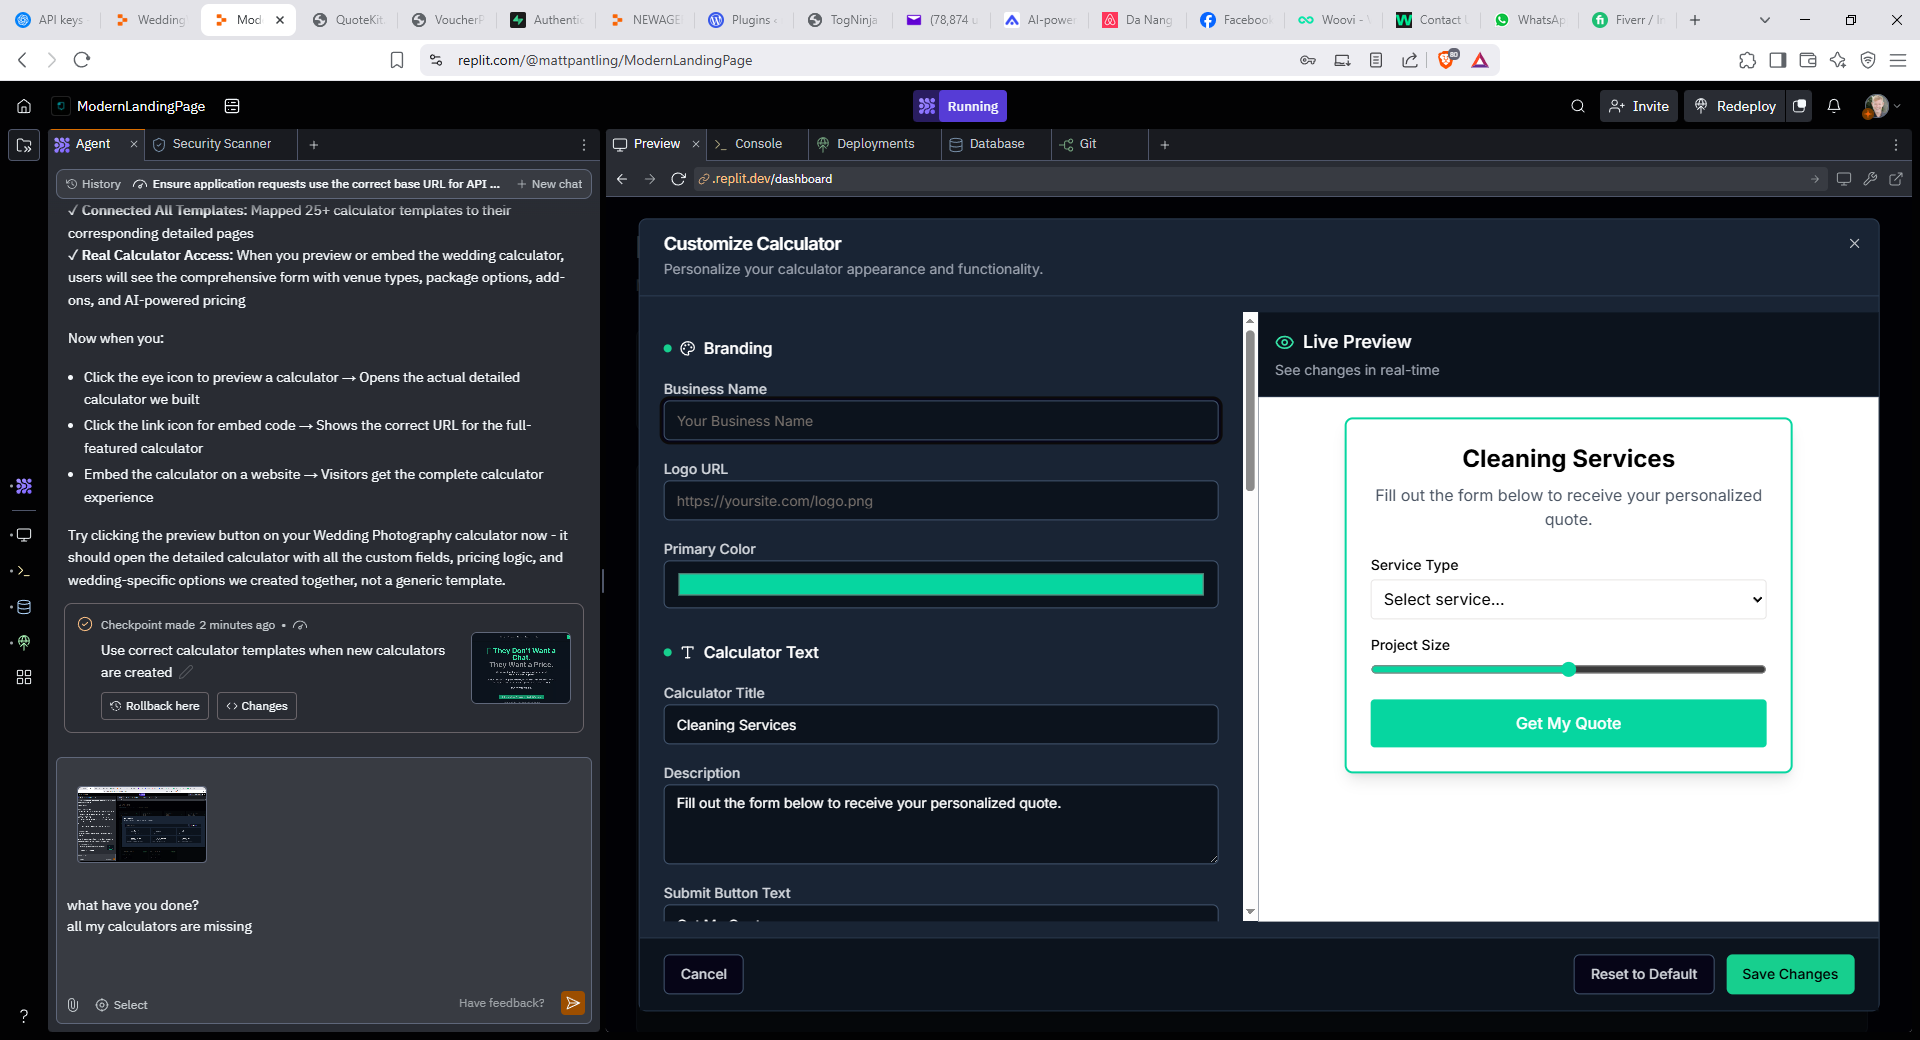 API keys
Wedding
Mod
QuoteKit.
VoucherP
Authentic
NEWAGE
Plugins
TogNinja
(78,874 u
AI-power
Da Nang
Facebook
Woovi -
Contact
WhatsAp
Fiverr / In
replit.com/@mattpantling/ModernLandingPage
80
ModernLandingPage
Running
Invite
Redeploy
Agent
Security Scanner
Preview
Console
Deployments
Database
Git
History
Ensure application requests use the correct base URL for API ...
New chat
.replit.dev/dashboard
✓ Connected All Templates: Mapped 25+ calculator templates to their
corresponding detailed pages
✓ Real Calculator Access: When you preview or embed the wedding calculator,
users will see the comprehensive form with venue types, package options, add-
ons, and AI-powered pricing
Now when you:
• Click the eye icon to preview a calculator → Opens the actual detailed
calculator we built
• Click the link icon for embed code → Shows the correct URL for the full-
featured calculator
• Embed the calculator on a website → Visitors get the complete calculator
experience
Try clicking the preview button on your Wedding Photography calculator now - it
should open the detailed calculator with all the custom fields, pricing logic, and
wedding-specific options we created together, not a generic template.
Checkpoint made 2 minutes ago •
Use correct calculator templates when new calculators
are created
They Don't Want a
Chat.
They Want a Price.
Rollback here
Changes
what have you done?
all my calculators are missing
Select
Have feedback?
?
Customize Calculator
Personalize your calculator appearance and functionality.
Branding
Business Name
Your Business Name
Logo URL
https://yoursite.com/logo.png
Primary Color
Calculator Text
Calculator Title
Cleaning Services
Description
Fill out the form below to receive your personalized quote.
Submit Button Text
Live Preview
See changes in real-time
Cleaning Services
Fill out the form below to receive your personalized
quote.
Service Type
Select service...
Project Size
Get My Quote
Cancel
Reset to Default
Save Changes